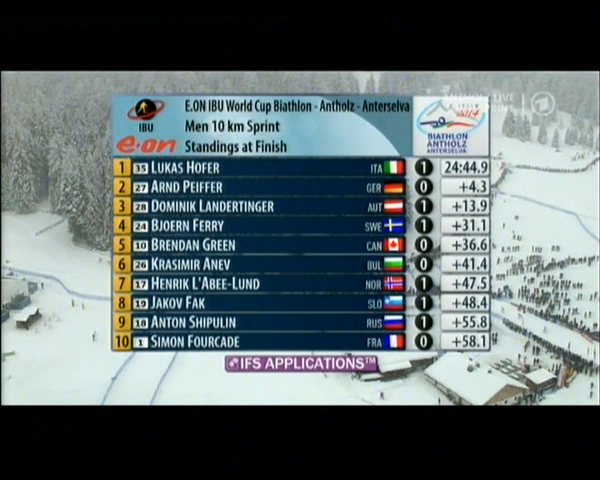 E.ON IBU World Cup Biathlon - Antholz - Anterselva
Men 10 km Sprint
Standings at Finish
IBU
e·on
2014
BIATHLON
ANTHOLZ
ANTERSELVA
1 35 LUKAS HOFER ITA 1 24:44.9
2 27 ARND PEIFFER GER 0 +4.3
3 28 DOMINIK LANDERTINGER AUT 1 +13.9
4 24 BJOERN FERRY SWE 1 +31.1
5 10 BRENDAN GREEN CAN 0 +36.6
6 26 KRASIMIR ANEV BUL 0 +41.4
7 17 HENRIK L'ABEE-LUND NOR 1 +47.5
8 19 JAKOV FAK SLO 1 +48.4
9 18 ANTON SHIPULIN RUS 1 +55.8
10 1 SIMON FOURCADE FRA 0 +58.1
IFS APPLICATIONS™
LIVE